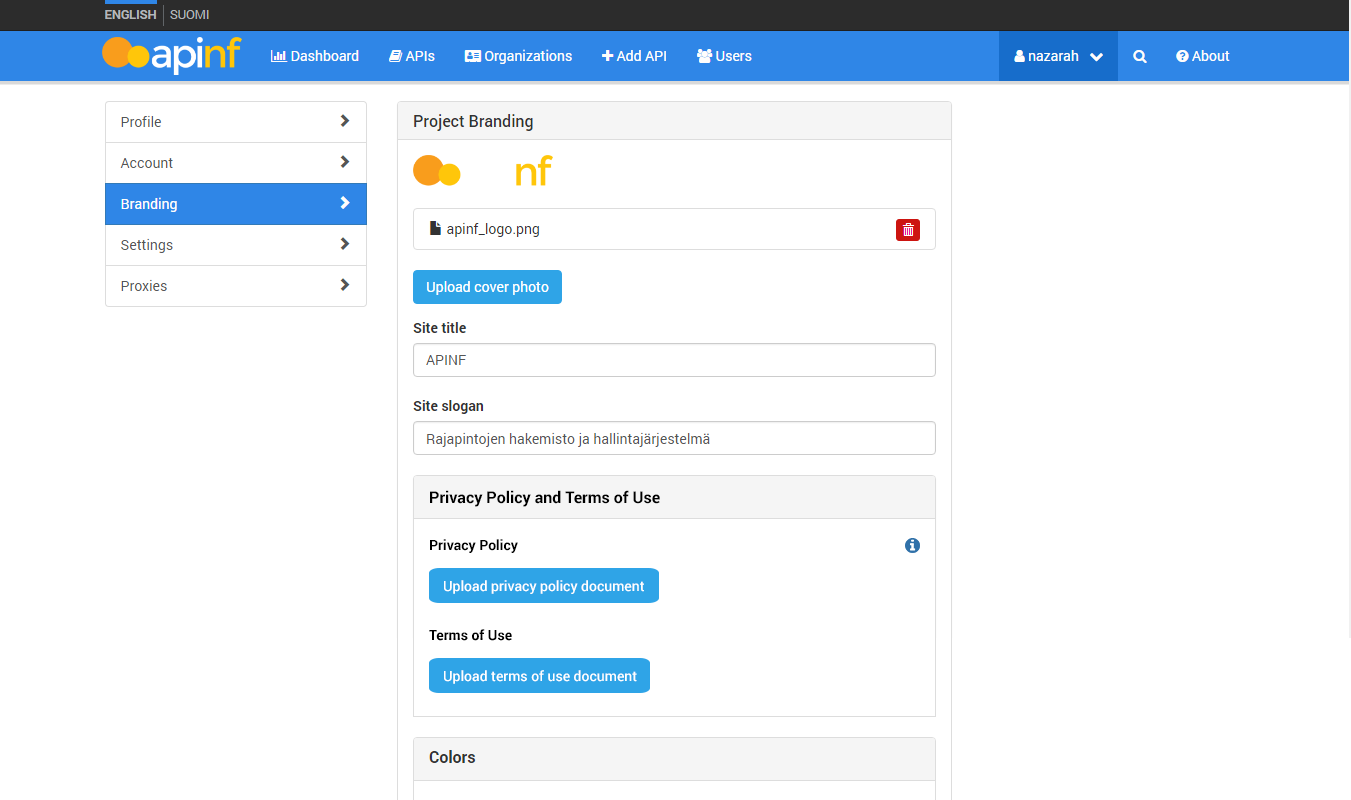 ENGLISH SUOMI
apinf Dashboard APIs Organizations Add API Users nazarah About
Profile
Account
Branding
Settings
Proxies
Project Branding
nf
apinf_logo.png
Upload cover photo
Site title
APINF
Site slogan
Rajapintojen hakemisto ja hallintajärjestelmä
Privacy Policy and Terms of Use
Privacy Policy
Upload privacy policy document
Terms of Use
Upload terms of use document
Colors